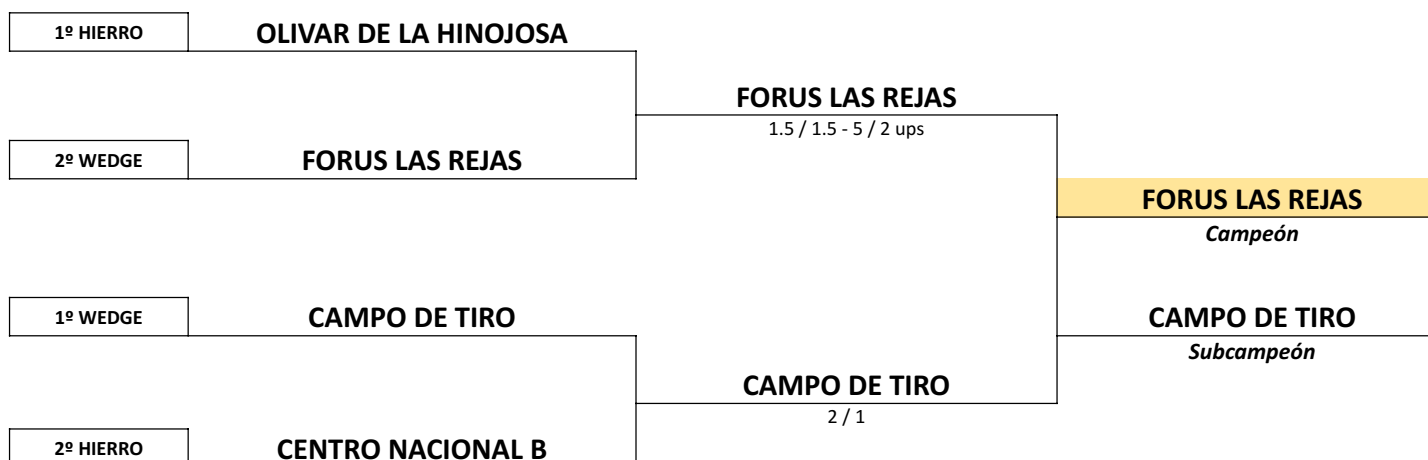 1º HIERRO OLIVAR DE LA HINOJOSA
FORUS LAS REJAS
1.5 / 1.5 - 5 / 2 ups
2º WEDGE FORUS LAS REJAS
FORUS LAS REJAS
Campeón
1º WEDGE CAMPO DE TIRO
CAMPO DE TIRO
Subcampeón
CAMPO DE TIRO
2 / 1
2º HIERRO CENTRO NACIONAL B